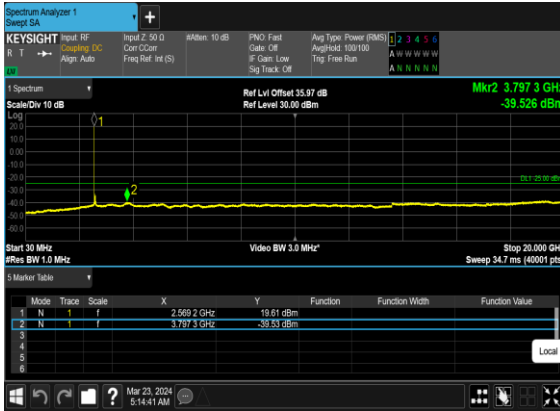 Spectrum Analyzer 1
Swept SA
KEYSIGHT
R T
Input: RF
Coupling: DC
Align: Auto
Input Z: 50 Ω
Corr CCorr
Freq Ref: Int (S)
#Atten: 10 dB
PNO: Fast
Gate: Off
IF Gain: Low
Sig Track: Off
Avg Type: Power (RMS)
Avg|Hold: 100/100
Trig: Free Run
1 2 3 4 5 6
A W W W W W
A N N N N N
1 Spectrum
Scale/Div 10 dB
Ref Lvl Offset 35.97 dB
Ref Level 30.00 dBm
Mkr2 3.797 3 GHz
-39.526 dBm
Log
20.0
10.0
0.00
-10.0
-20.0
-30.0
-40.0
-50.0
-60.0
1
2
Start 30 MHz
#Res BW 1.0 MHz
Video BW 3.0 MHz*
Stop 20.000 GHz
Sweep 34.7 ms (40001 pts)
5 Marker Table
Mode Trace Scale X Y Function Function Width Function Value
1 N 1 f 2.569 2 GHz 19.61 dBm
2 N 1 f 3.797 3 GHz -39.53 dBm
3
4
5
6
Local
?
Mar 23, 2024
5:14:41 AM